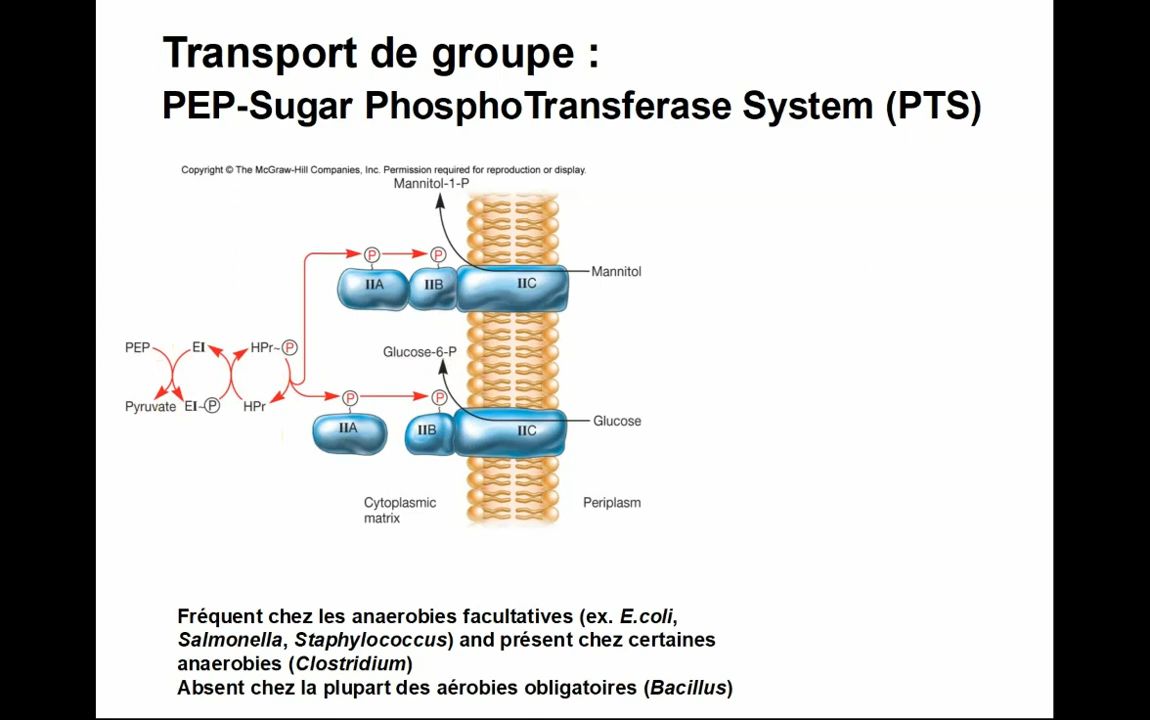 Transport de groupe :
PEP-Sugar PhosphoTransferase System (PTS)
Copyright © The McGraw-Hill Companies, Inc. Permission required for reproduction or display.
Mannitol-1-P
P
P
IIA
IIB
IIC
Mannitol
PEP
EI
HPr~P
Glucose-6-P
Pyruvate
EI~P
HPr
P
P
IIA
IIB
IIC
Glucose
Cytoplasmic
matrix
Periplasm
Fréquent chez les anaerobies facultatives (ex. E.coli,
Salmonella, Staphylococcus) and présent chez certaines
anaerobies (Clostridium)
Absent chez la plupart des aérobies obligatoires (Bacillus)